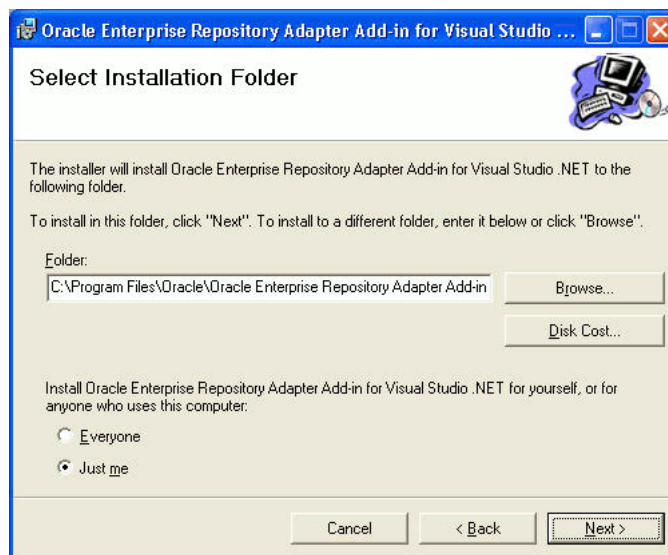 Oracle Enterprise Repository Adapter Add-in for Visual Studio ...
Select Installation Folder
The installer will install Oracle Enterprise Repository Adapter Add-in for Visual Studio .NET to the
following folder.
To install in this folder, click "Next". To install to a different folder, enter it below or click "Browse".
Folder:
C:\Program Files\Oracle\Oracle Enterprise Repository Adapter Add-in
Browse...
Disk Cost...
Install Oracle Enterprise Repository Adapter Add-in for Visual Studio .NET for yourself, or for
anyone who uses this computer:
Everyone
Just me
Cancel
< Back
Next >